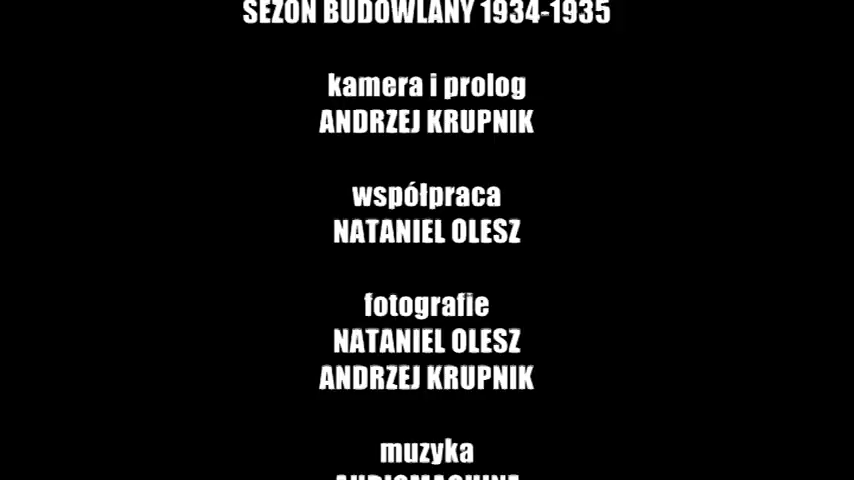 SEZON BUDOWLANY 1934-1935
kamera i prolog
ANDRZEJ KRUPNIK
współpraca
NATANIEL OLESZ
fotografie
NATANIEL OLESZ
ANDRZEJ KRUPNIK
muzyka